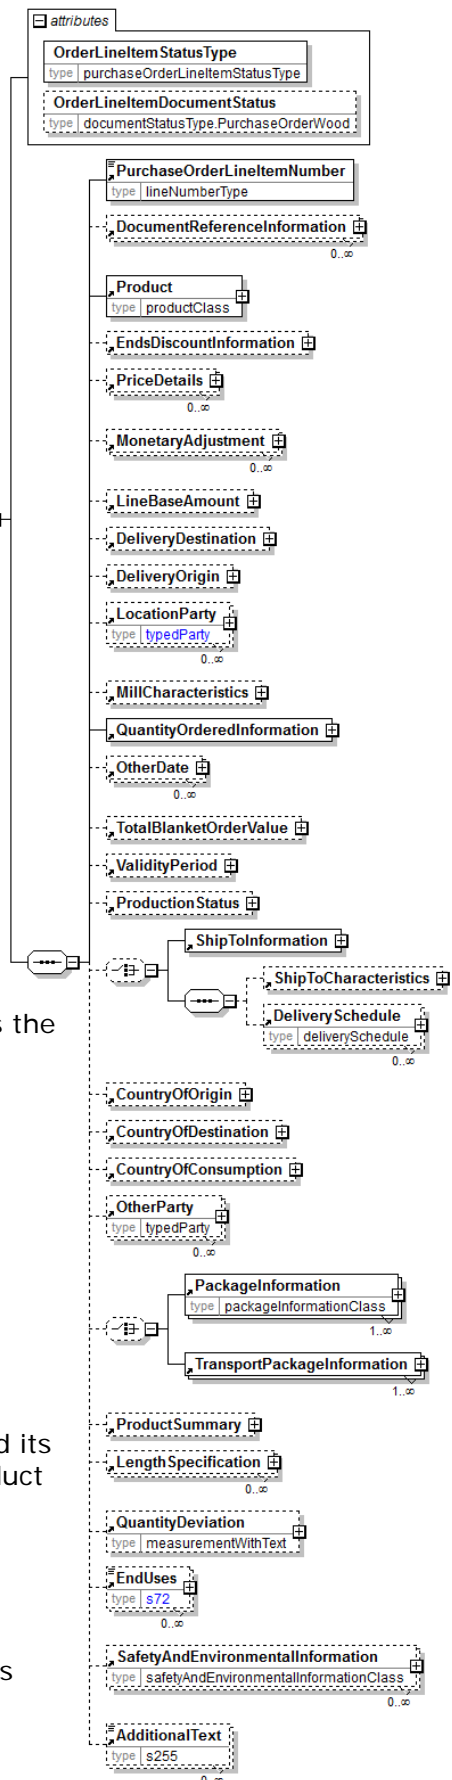 attributes
OrderLineItemStatusType
type purchaseOrderLineItemStatusType
OrderLineItemDocumentStatus
type documentStatusType.PurchaseOrderWood
PurchaseOrderLineItemNumber
type lineNumberType
DocumentReferenceInformation
0..∞
Product
type productClass
EndsDiscountInformation
PriceDetails
0..∞
MonetaryAdjustment
0..∞
LineBaseAmount
DeliveryDestination
DeliveryOrigin
LocationParty
type typedParty
0..∞
MillCharacteristics
QuantityOrderedInformation
OtherDate
0..∞
TotalBlanketOrderValue
ValidityPeriod
ProductionStatus
ShipToInformation
ShipToCharacteristics
DeliverySchedule
type deliverySchedule
s the
0..∞
CountryOfOrigin
CountryOfDestination
CountryOfConsumption
OtherParty
type typedParty
0..∞
PackageInformation
type packageInformationClass
1..∞
TransportPackageInformation
1..∞
ProductSummary
d its
LengthSpecification
duct
0..∞
QuantityDeviation
type measurementWithText
EndUses
type s72
0..∞
SafetyAndEnvironmentalInformation
s
type safetyAndEnvironmentalInformationClass
0..∞
AdditionalText
type s255
0..∞